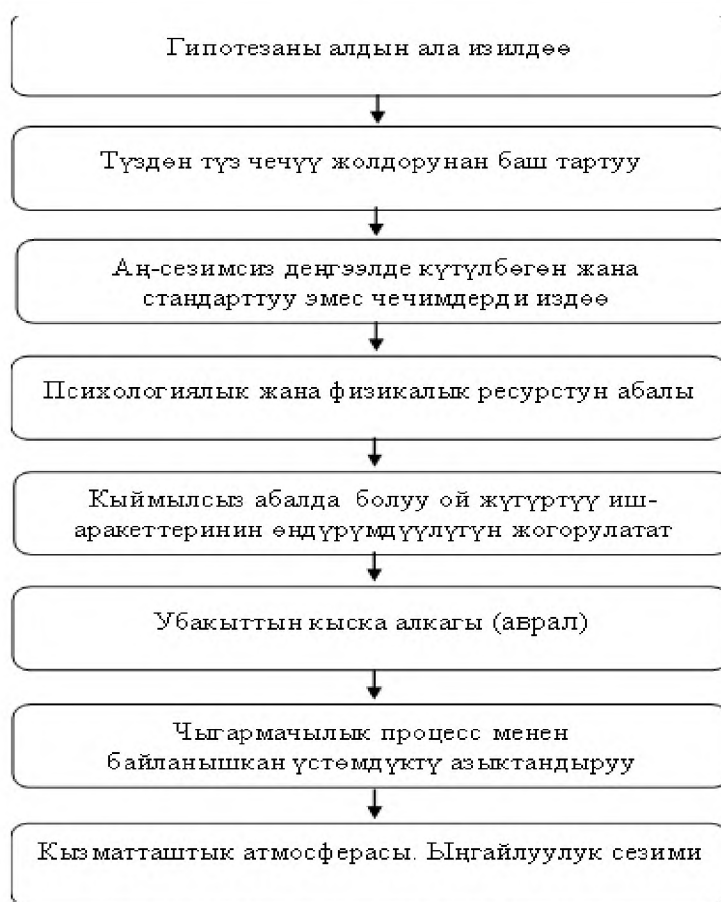 Гипотезаны алдын ала изилдөө
Түздөн түз чечүү жолдорунан баш тартуу
Аң-сезимсиз деңгээлде күтүлбөгөн жана
стандарттуу эмес чечимдерди издөө
Психологиялык жана физикалык ресурстун абалы
Кыймылсыз абалда болуу ой жүгүртүү иш-
аракеттеринин өндүрүмдүүлүгүн жогорулатат
Убакыттын кыска алкагы (аврал)
Чыгармачылык процесс менен
байланышкан үстөмдүктү азыктандыруу
Кызматташтык атмосферасы. Ыңгайлуулук сезими